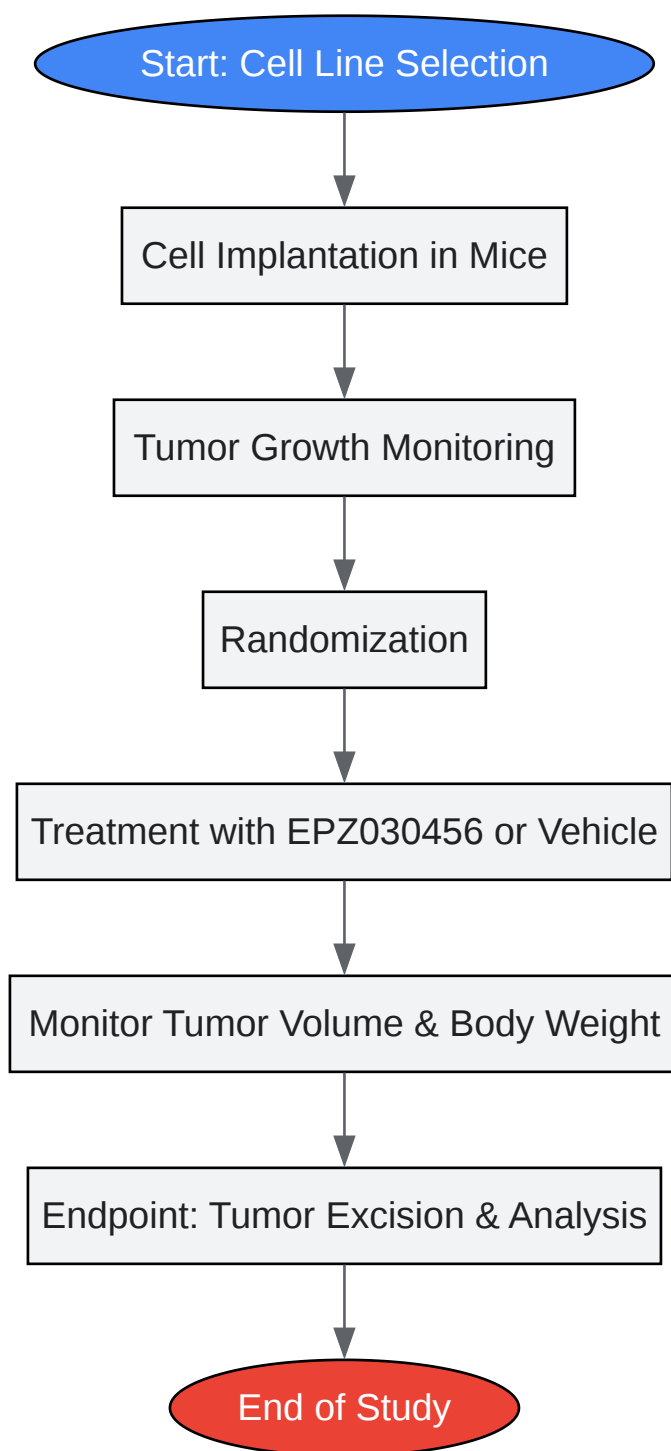 Start: Cell Line Selection
Cell Implantation in Mice
Tumor Growth Monitoring
Randomization
Treatment with EPZ030456 or Vehicle
Monitor Tumor Volume & Body Weight
Endpoint: Tumor Excision & Analysis
End of Study